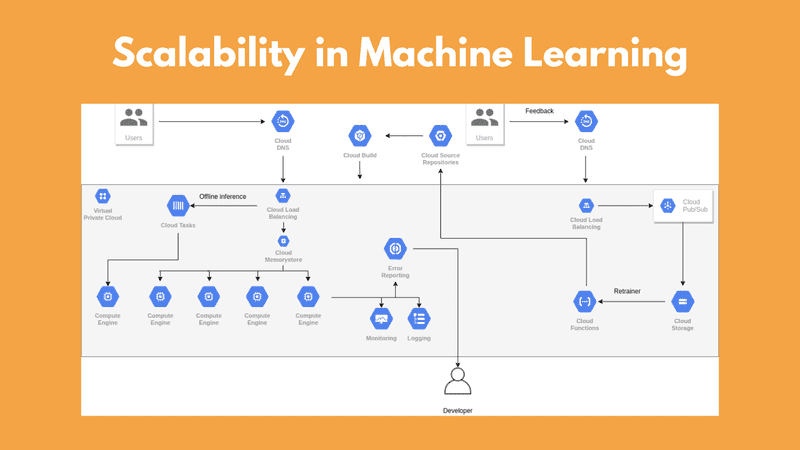 Scalability in Machine Learning
Users
Cloud
DNS
Cloud Build
Cloud Source
Repositories
Users
Feedback
Cloud
DNS
Virtual
Private Cloud
Cloud Tasks
Offline inference
Cloud Load
Balancing
Cloud
Memorystore
Cloud Load
Balancing
Cloud
Pub/Sub
Error
Reporting
Compute
Engine
Compute
Engine
Compute
Engine
Compute
Engine
Compute
Engine
Monitoring
Logging
Cloud
Functions
Retrainer
Cloud
Storage
Developer